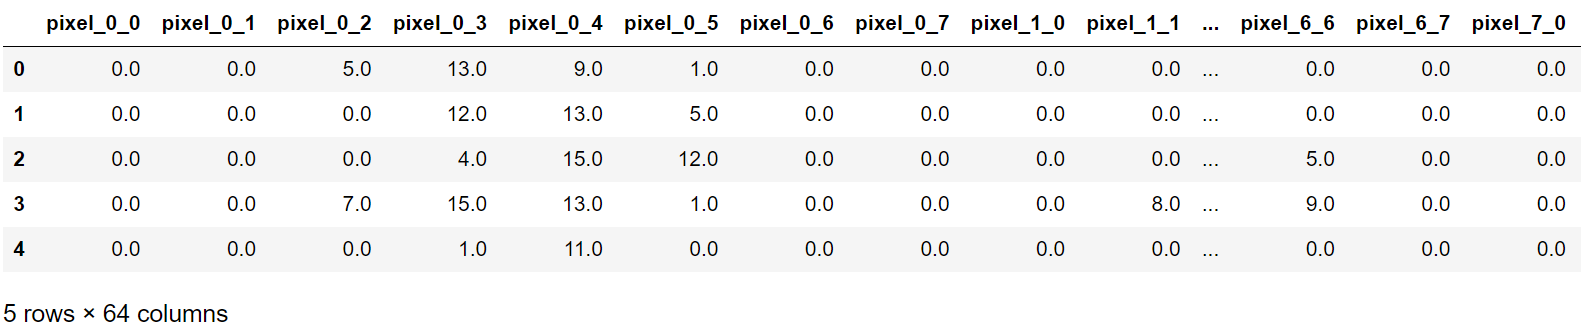 pixel_0_0 pixel_0_1 pixel_0_2 pixel_0_3 pixel_0_4 pixel_0_5 pixel_0_6 pixel_0_7 pixel_1_0 pixel_1_1 ... pixel_6_6 pixel_6_7 pixel_7_0
0 0.0 0.0 5.0 13.0 9.0 1.0 0.0 0.0 0.0 0.0 ... 0.0 0.0 0.0
1 0.0 0.0 0.0 12.0 13.0 5.0 0.0 0.0 0.0 0.0 ... 0.0 0.0 0.0
2 0.0 0.0 0.0 4.0 15.0 12.0 0.0 0.0 0.0 0.0 ... 5.0 0.0 0.0
3 0.0 0.0 7.0 15.0 13.0 1.0 0.0 0.0 0.0 8.0 ... 9.0 0.0 0.0
4 0.0 0.0 0.0 1.0 11.0 0.0 0.0 0.0 0.0 0.0 ... 0.0 0.0 0.0
5 rows × 64 columns